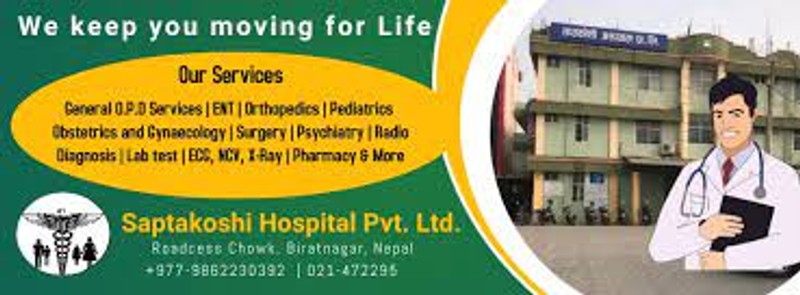 We keep you moving for Life
Our Services
General O.P.D Services | ENT | Orthopedics | Pediatrics
Obstetrics and Gynaecology | Surgery | Psychiatry | Radio
Diagnosis | Lab test | ECG, NCV, X-Ray | Pharmacy & More
Saptakoshi Hospital Pvt. Ltd.
Roadcess Chowk, Biratnagar, Nepal
+977-9862230392 | 021-472295